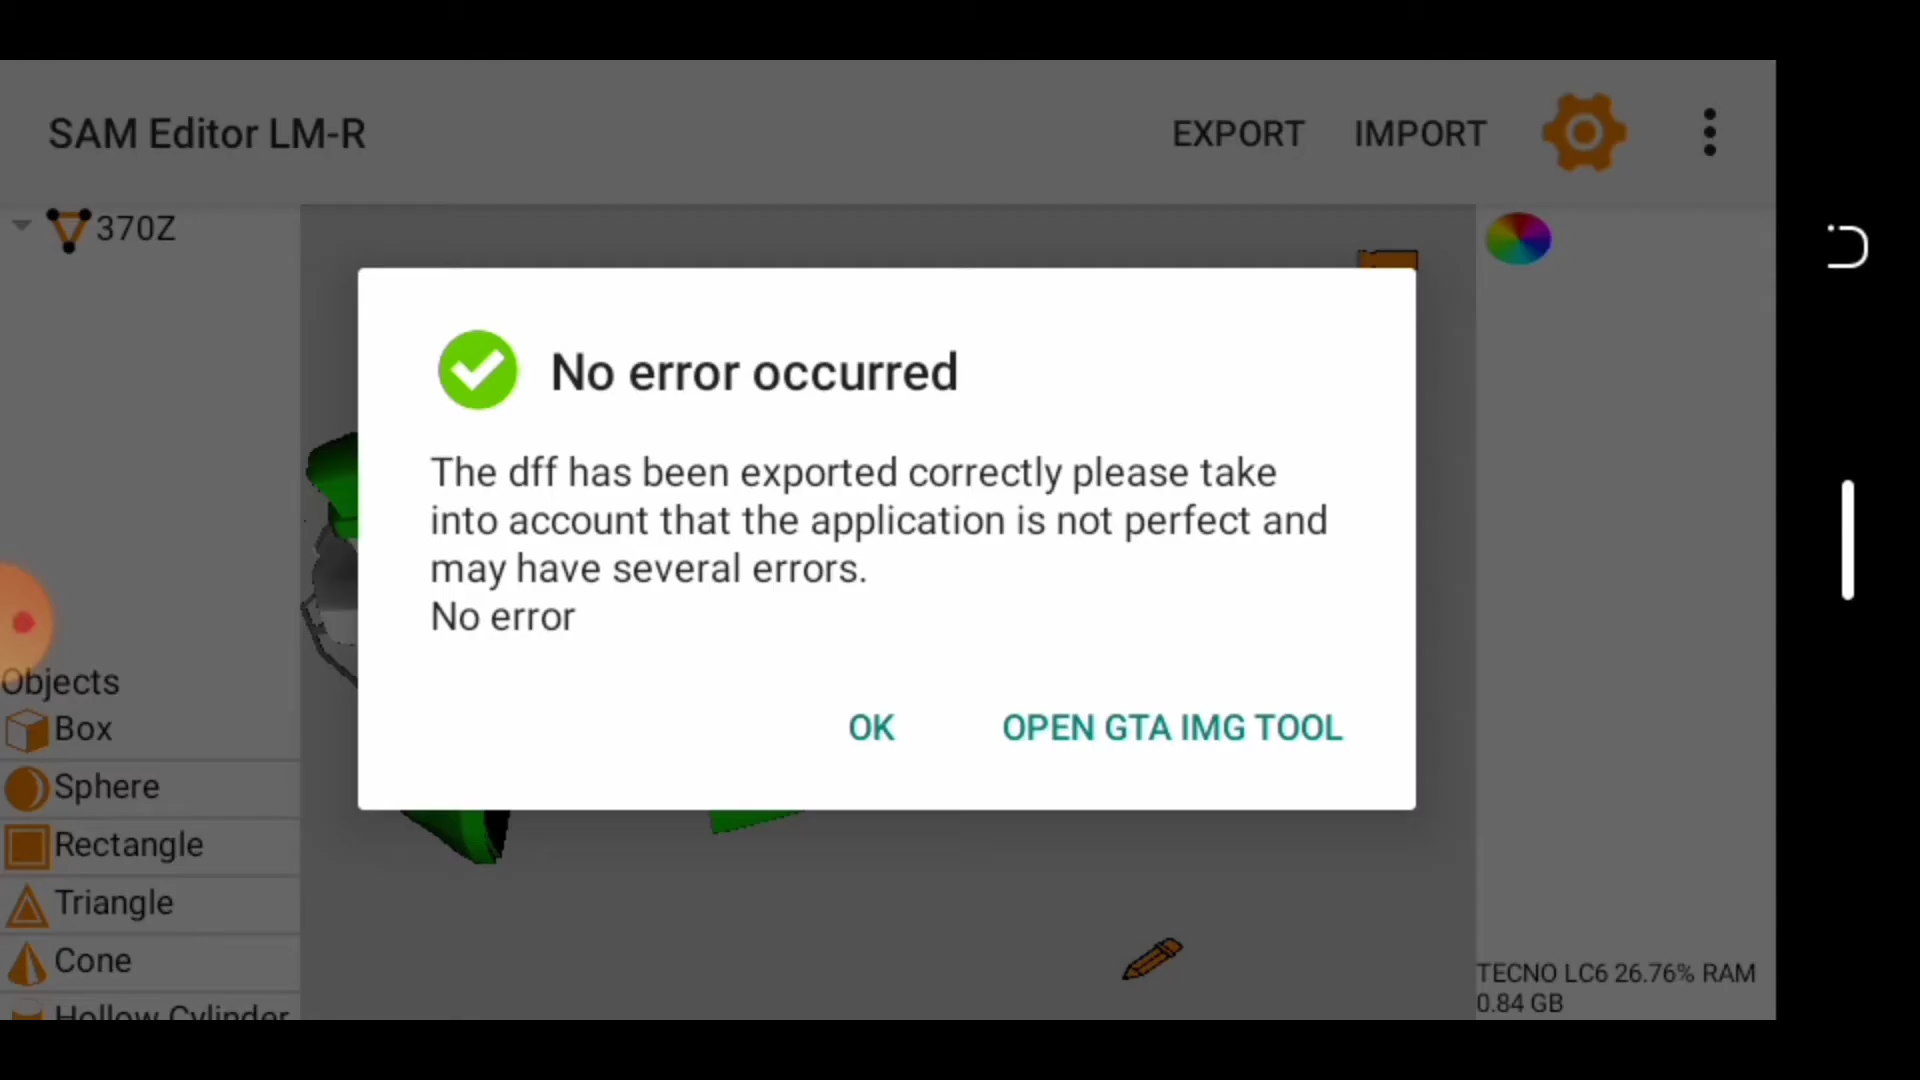 SAM Editor LM-R
EXPORT
IMPORT
370Z
No error occurred
The dff has been exported correctly please take
into account that the application is not perfect and
may have several errors.
No error
OK
OPEN GTA IMG TOOL
Objects
Box
Sphere
Rectangle
Triangle
Cone
Hollow Cylinder
TECNO LC6 26.76% RAM
0.84 GB